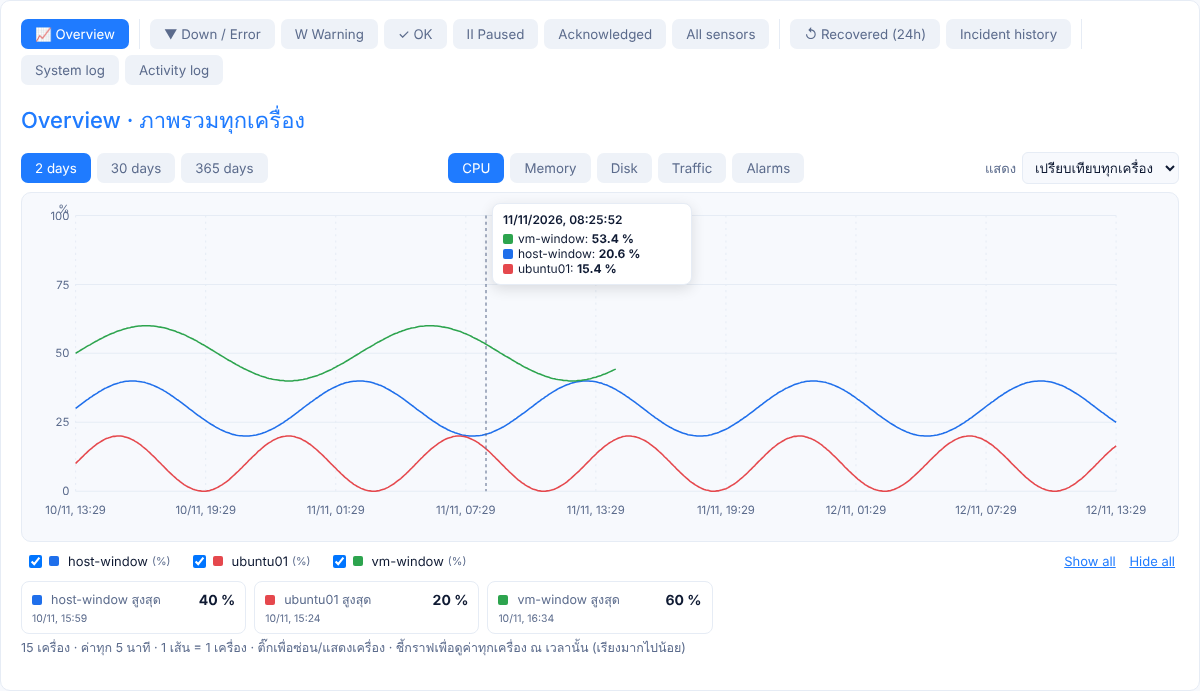 📈 Overview ▼ Down / Error W Warning ✓ OK II Paused Acknowledged All sensors ↺ Recovered (24h) Incident history
System log Activity log
Overview · ภาพรวมทุกเครื่อง
2 days 30 days 365 days CPU Memory Disk Traffic Alarms แสดง เปรียบเทียบทุกเครื่อง
%
100
11/11/2026, 08:25:52
vm-window: 53.4 %
host-window: 20.6 %
ubuntu01: 15.4 %
75
50
25
0
10/11, 13:29 10/11, 19:29 11/11, 01:29 11/11, 07:29 11/11, 13:29 11/11, 19:29 12/11, 01:29 12/11, 07:29 12/11, 13:29
host-window (%) ubuntu01 (%) vm-window (%) Show all Hide all
host-window สูงสุด 40 % ubuntu01 สูงสุด 20 % vm-window สูงสุด 60 %
10/11, 15:59 10/11, 15:24 10/11, 16:34
15 เครื่อง · ค่าทุก 5 นาที · 1 เส้น = 1 เครื่อง · ติ๊กเพื่อซ่อน/แสดงเครื่อง · ชี้กราฟเพื่อดูค่าทุกเครื่อง ณ เวลานั้น (เรียงมากไปน้อย)